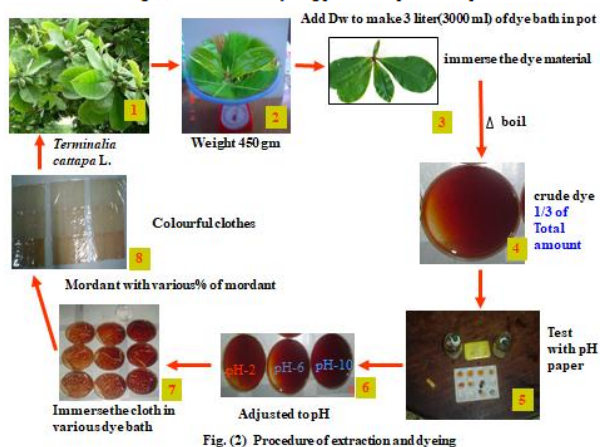 Add Dw to make 3 liter(3000 ml) of dye bath in pot
1
2
immerse the dye material
3
Δ boil
Terminalia
cattapa L.
Weight 450 gm
crude dye
1/3 of
Total
amount
4
Colourful clothes
8
Mordant with various% of mordant
Test
with pH
paper
5
pH-2
pH-6
pH-10
6
7
Immerse the cloth in
various dye bath
Adjusted to pH
Fig. (2) Procedure of extraction and dyeing